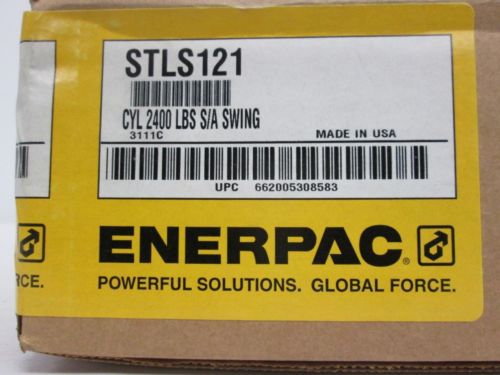 STLS121
CYL 2400 LBS S/A SWING
3111C MADE IN USA
UPC 662005308583
ENERPAC®
RCE. POWERFUL SOLUTIONS. GLOBAL FORCE.